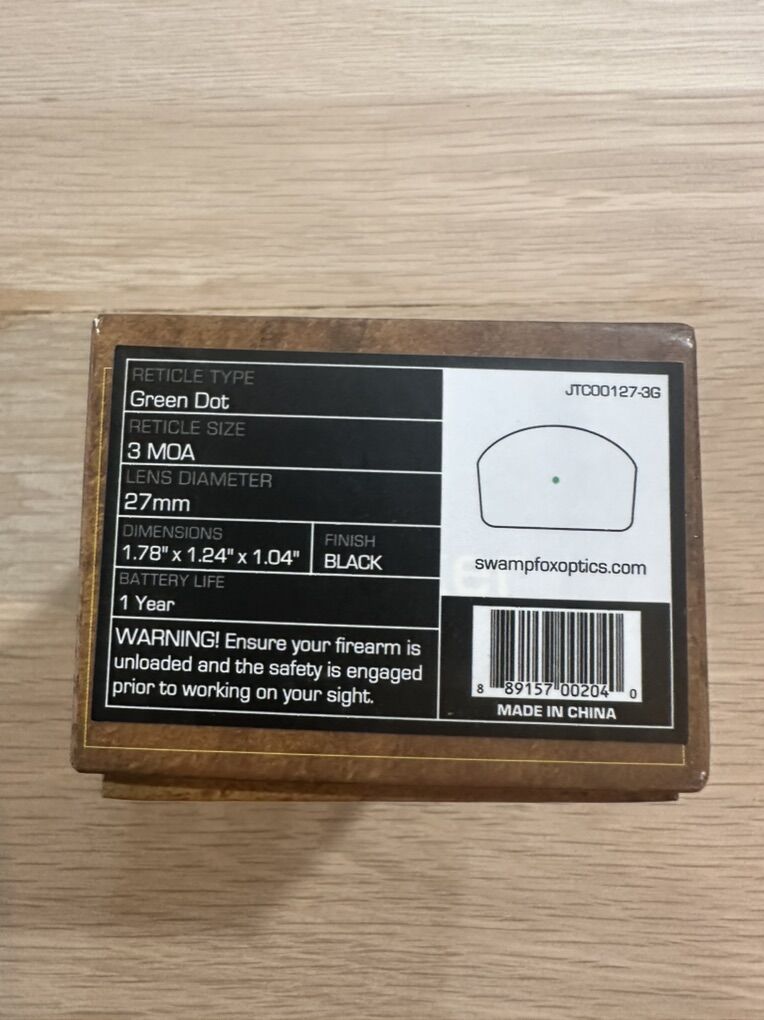 RETICLE TYPE
Green Dot
RETICLE SIZE
3 MOA
LENS DIAMETER
27mm
DIMENSIONS
1.78" x 1.24" x 1.04"
FINISH
BLACK
BATTERY LIFE
1 Year
WARNING! Ensure your firearm is
unloaded and the safety is engaged
prior to working on your sight.
JTC00127-3G
swampfoxoptics.com
8 89157 00204 0
MADE IN CHINA